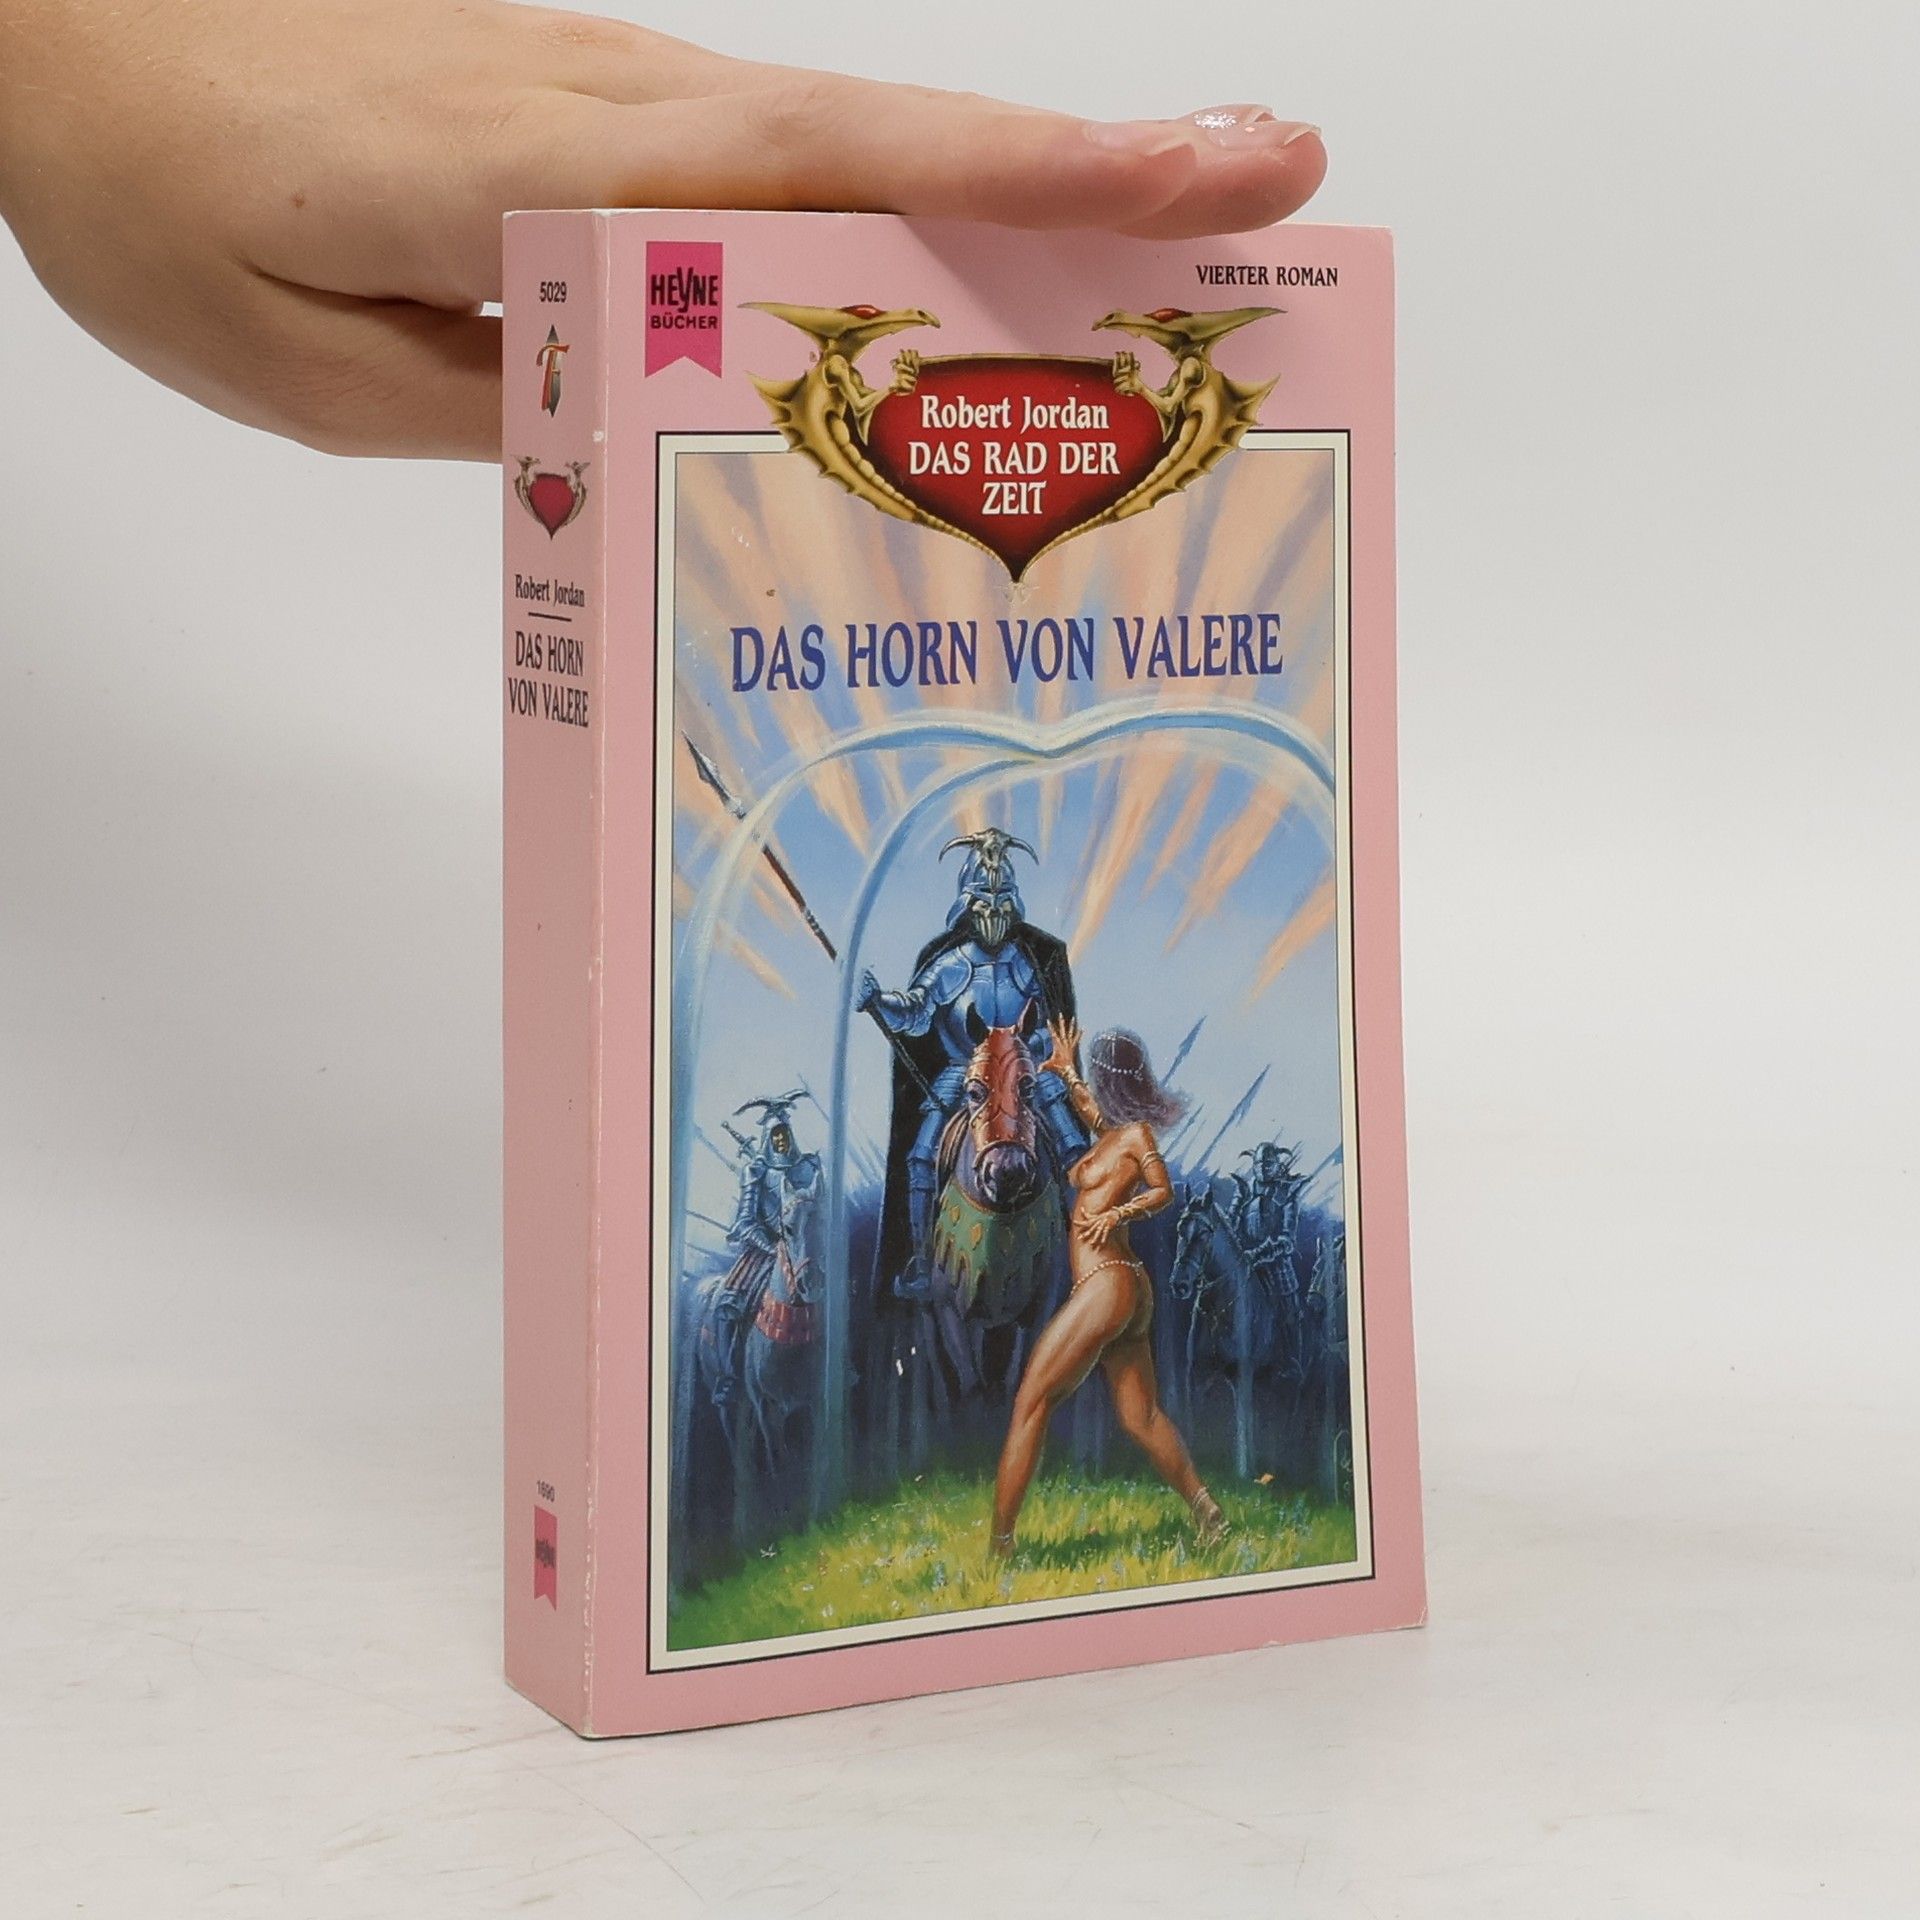 5029
Robert Jordan
DAS HORN
VON VALERE
1690
HEYNE
HEYNE
BÜCHER
VIERTER ROMAN
Robert Jordan
DAS RAD DER
ZEIT
DAS HORN VON VALERE